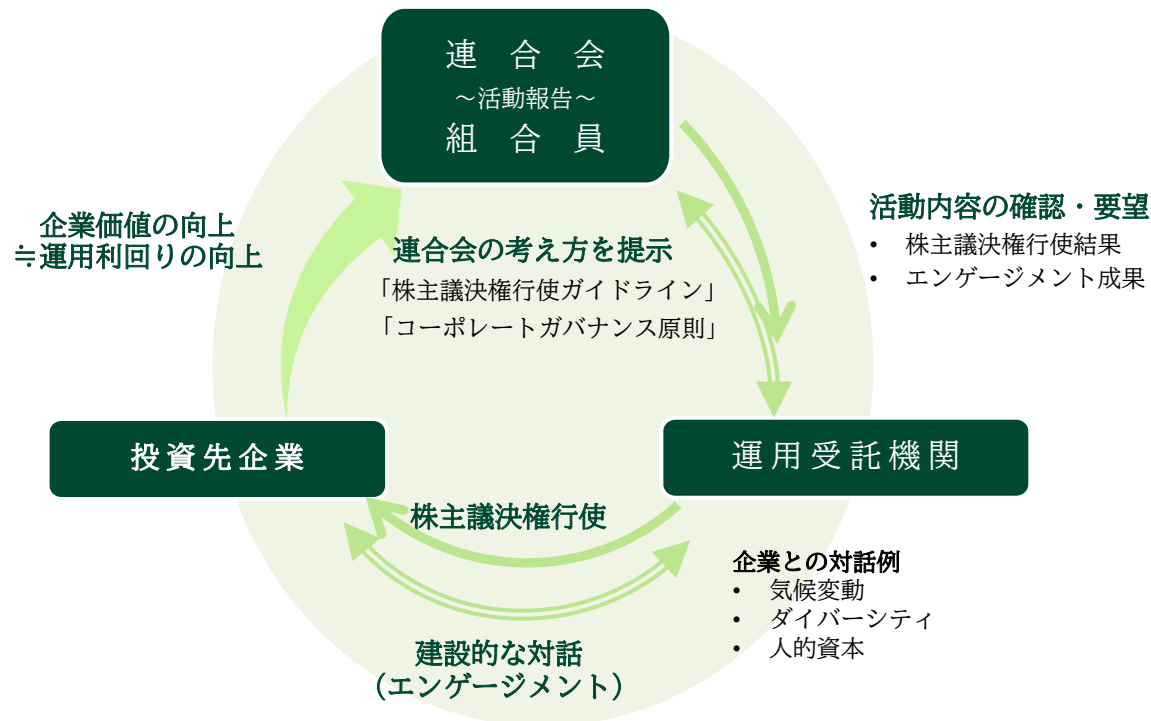 連合会
～活動報告～
組合員
企業価値の向上
≒運用利回りの向上
連合会の考え方を提示
「株主議決権行使ガイドライン」
「コーポレートガバナンス原則」
活動内容の確認・要望
• 株主議決権行使結果
• エンゲージメント成果
投資先企業
運用受託機関
株主議決権行使
建設的な対話
（エンゲージメント）
企業との対話例
• 気候変動
• ダイバーシティ
• 人的資本